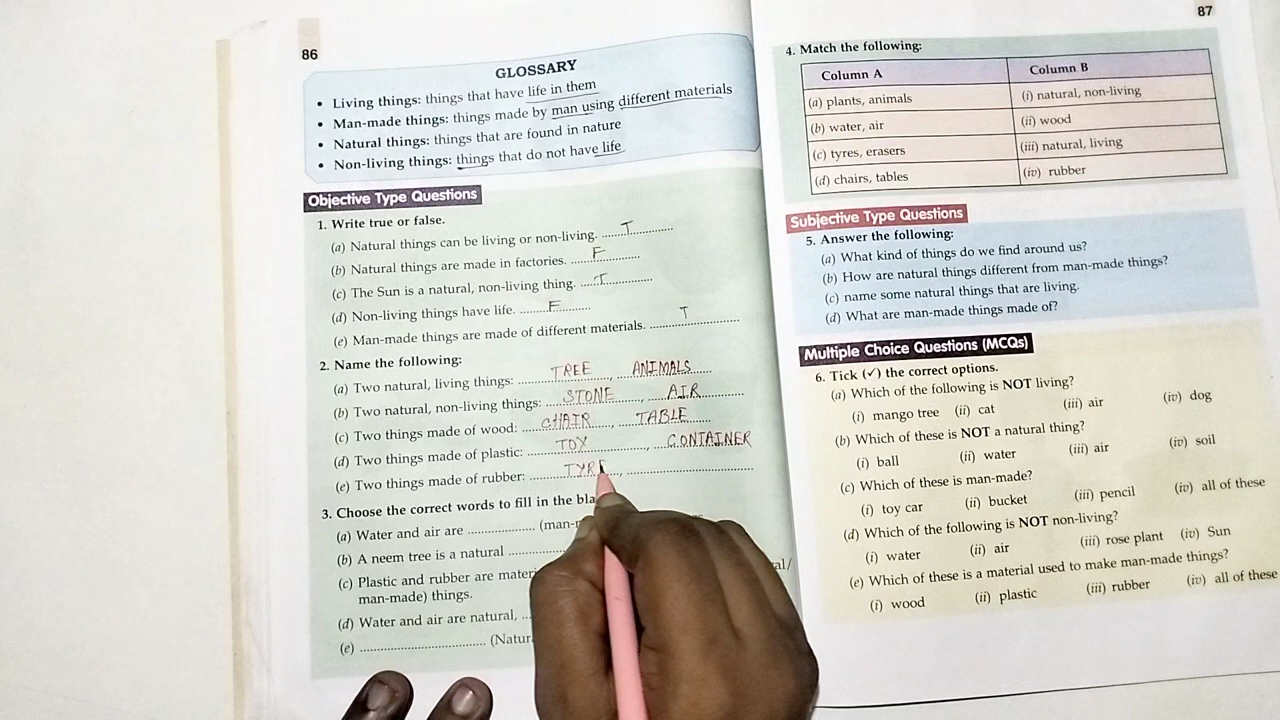 86
GLOSSARY
• Living things: things that have life in them
• Man-made things: things made by man using different materials
• Natural things: things that are found in nature
• Non-living things: things that do not have life
Objective Type Questions
1. Write true or false.
(a) Natural things can be living or non-living. T
(b) Natural things are made in factories. F
(c) The Sun is a natural, non-living thing. T
(d) Non-living things have life. F
(e) Man-made things are made of different materials. T
2. Name the following:
(a) Two natural, living things: TREE, ANIMALS
(b) Two natural, non-living things: STONE, AIR
(c) Two things made of wood: CHAIR, TABLE
(d) Two things made of plastic: TOY, CONTAINER
(e) Two things made of rubber: TYRE,
3. Choose the correct words to fill in the
(a) Water and air are
(b) A neem tree is a natural
(c) Plastic and rubber are
man-made) things.
(d) Water and air are natural,
(e)
87
4. Match the following:
Column A Column B
(a) plants, animals (i) natural, non-living
(b) water, air (ii) wood
(c) tyres, erasers (iii) natural, living
(d) chairs, tables (iv) rubber
Subjective Type Questions
5. Answer the following:
(a) What kind of things do we find around us?
(b) How are natural things different from man-made things?
(c) name some natural things that are living.
(d) What are man-made things made of?
Multiple Choice Questions (MCQs)
6. Tick (✓) the correct options.
(a) Which of the following is NOT living?
(i) mango tree (ii) cat (iii) air (iv) dog
(b) Which of these is NOT a natural thing?
(i) ball (ii) water (iii) air (iv) soil
(c) Which of these is man-made?
(i) toy car (ii) bucket (iii) pencil (iv) all of these
(d) Which of the following is NOT non-living?
(i) water (ii) air (iii) rose plant (iv) Sun
(e) Which of these is a material used to make man-made things?
(i) wood (ii) plastic (iii) rubber (iv) all of these